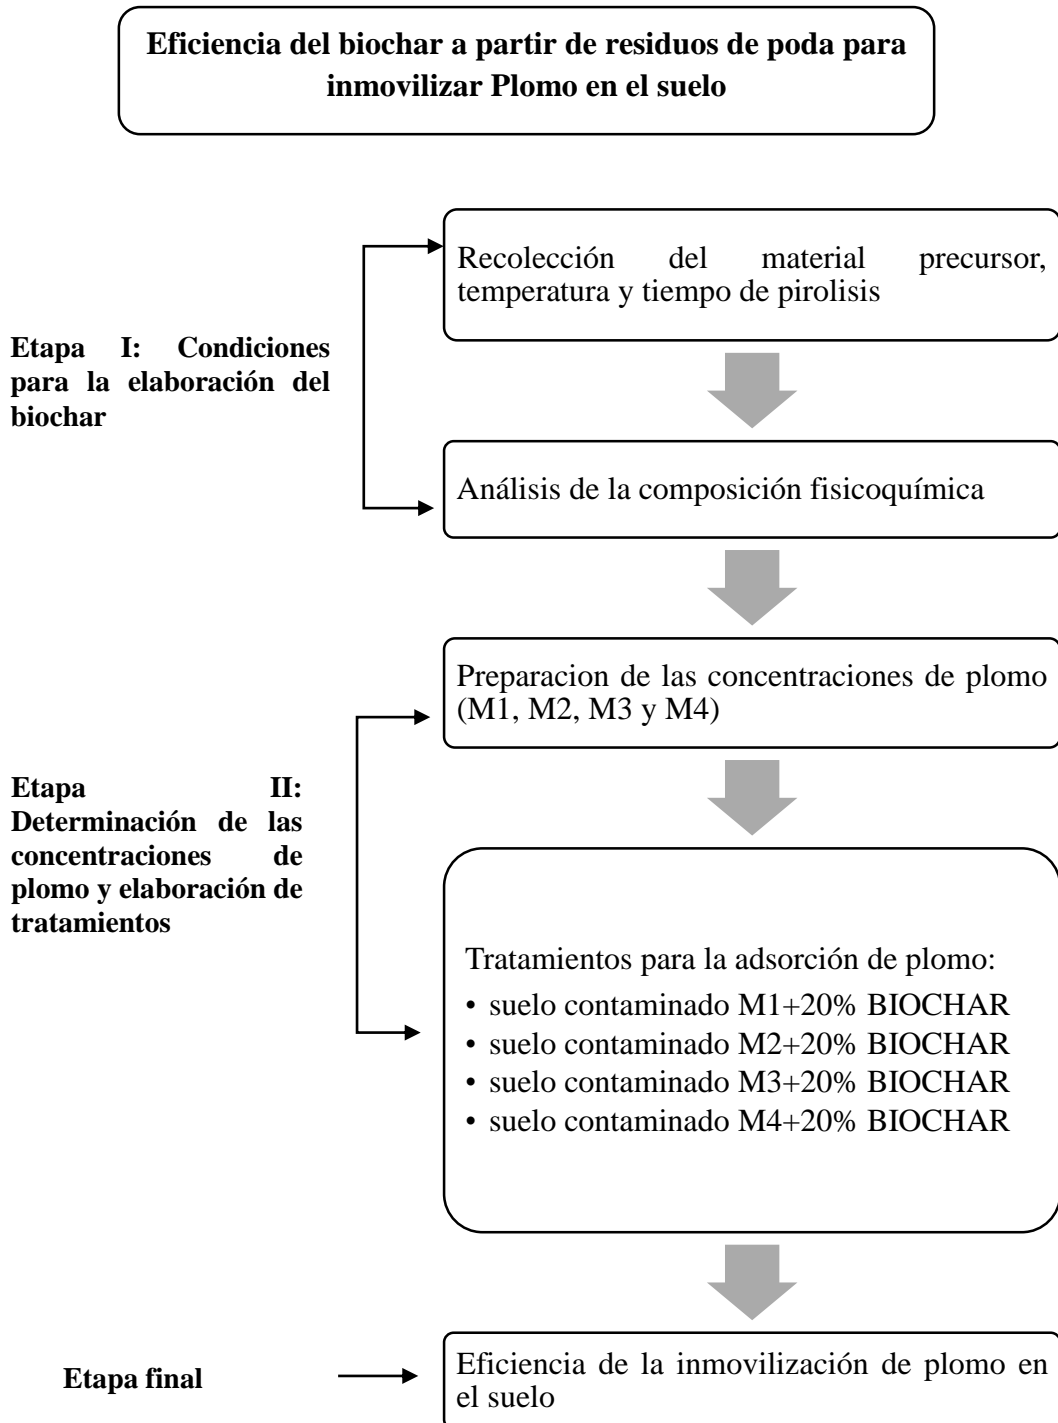 Eficiencia del biochar a partir de residuos de poda para
inmovilizar Plomo en el suelo
Recolección del material precursor,
temperatura y tiempo de pirolisis
Etapa I: Condiciones
para la elaboración del
biochar
Análisis de la composición fisicoquímica
Preparacion de las concentraciones de plomo
(M1, M2, M3 y M4)
Etapa II:
Determinación de las
concentraciones de
plomo y elaboración de
tratamientos
Tratamientos para la adsorción de plomo:
• suelo contaminado M1+20% BIOCHAR
• suelo contaminado M2+20% BIOCHAR
• suelo contaminado M3+20% BIOCHAR
• suelo contaminado M4+20% BIOCHAR
Etapa final
Eficiencia de la inmovilización de plomo en
el suelo